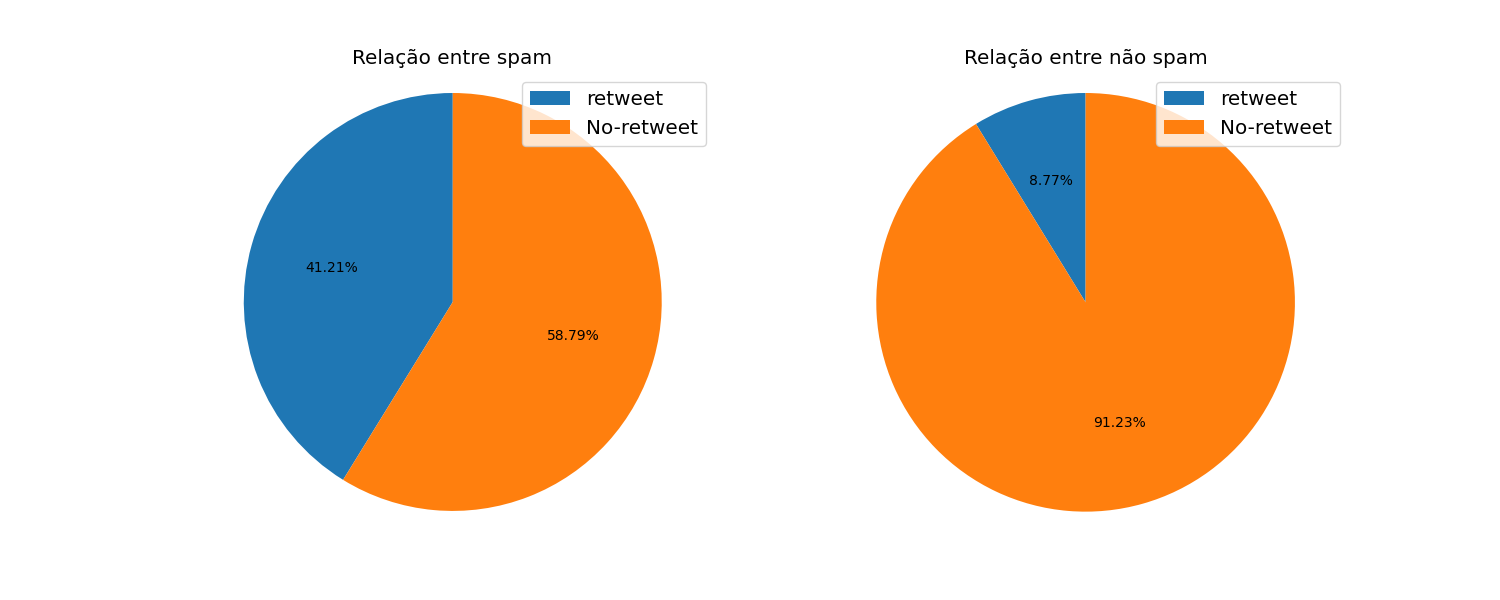 Relação entre spam
retweet
No-retweet
41.21%
58.79%
Relação entre não spam
retweet
No-retweet
8.77%
91.23%